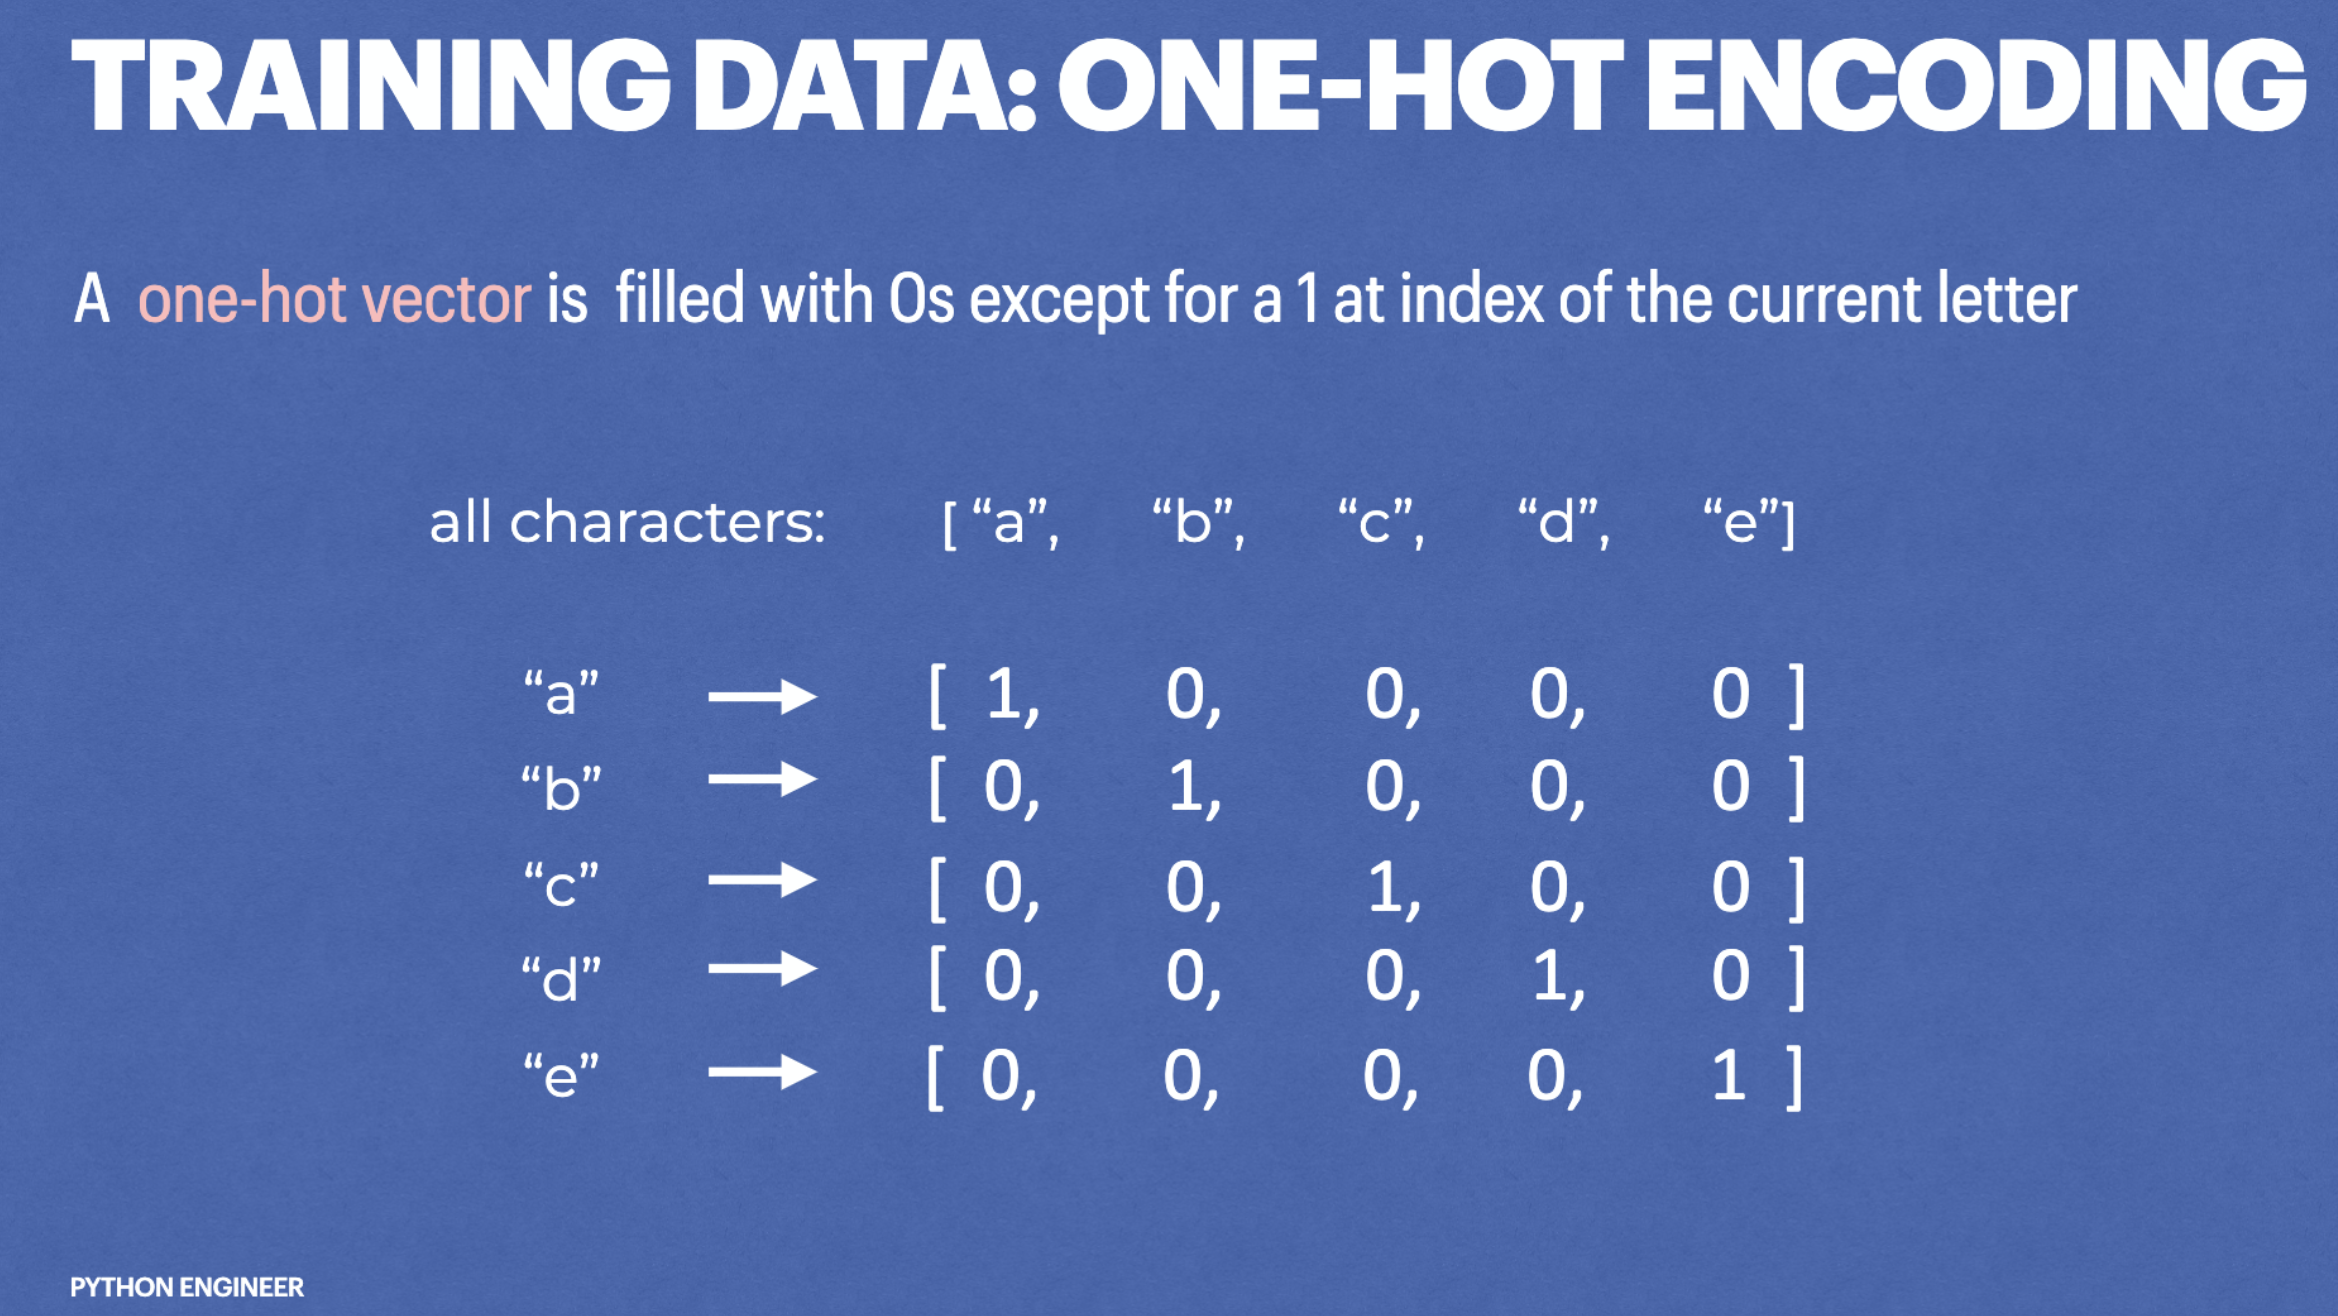 TRAINING DATA: ONE-HOT ENCODING
A one-hot vector is filled with 0s except for a 1 at index of the current letter
all characters: [ “a”, “b”, “c”, “d”, “e”]
“a” → [ 1, 0, 0, 0, 0 ]
“b” → [ 0, 1, 0, 0, 0 ]
“c” → [ 0, 0, 1, 0, 0 ]
“d” → [ 0, 0, 0, 1, 0 ]
“e” → [ 0, 0, 0, 0, 1 ]
PYTHON ENGINEER